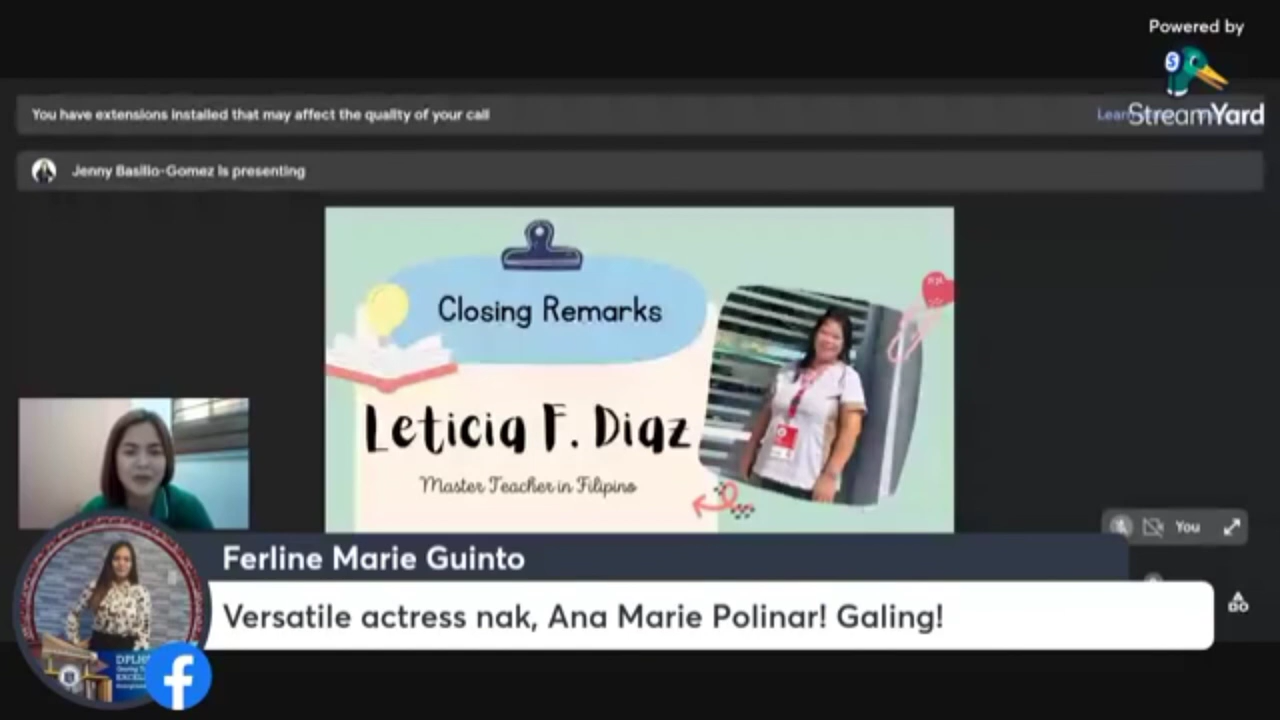 Powered by
StreamYard
You have extensions installed that may affect the quality of your call
Jenny Basilio-Gomez is presenting
Closing Remarks
Leticia F. Diaz
Master Teacher in Filipino
You
Ferline Marie Guinto
Versatile actress nak, Ana Marie Polinar! Galing!